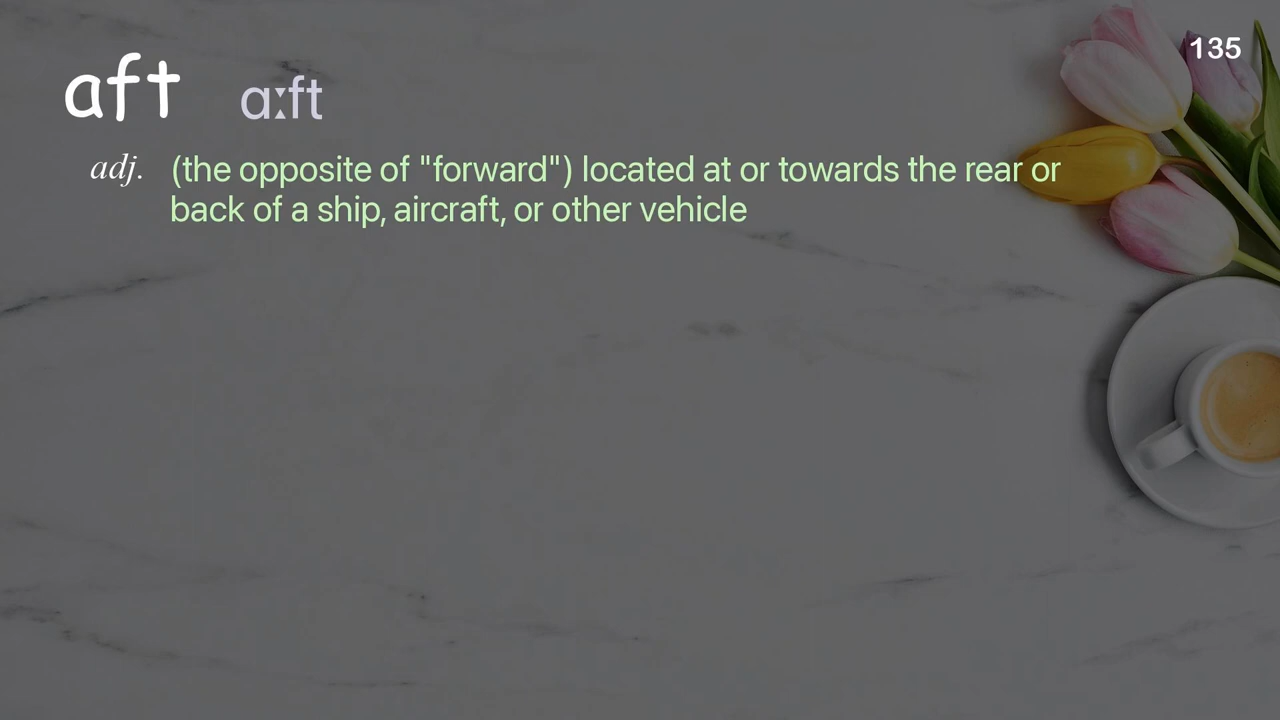 135
aft ɑːft
adj. (the opposite of "forward") located at or towards the rear or
back of a ship, aircraft, or other vehicle